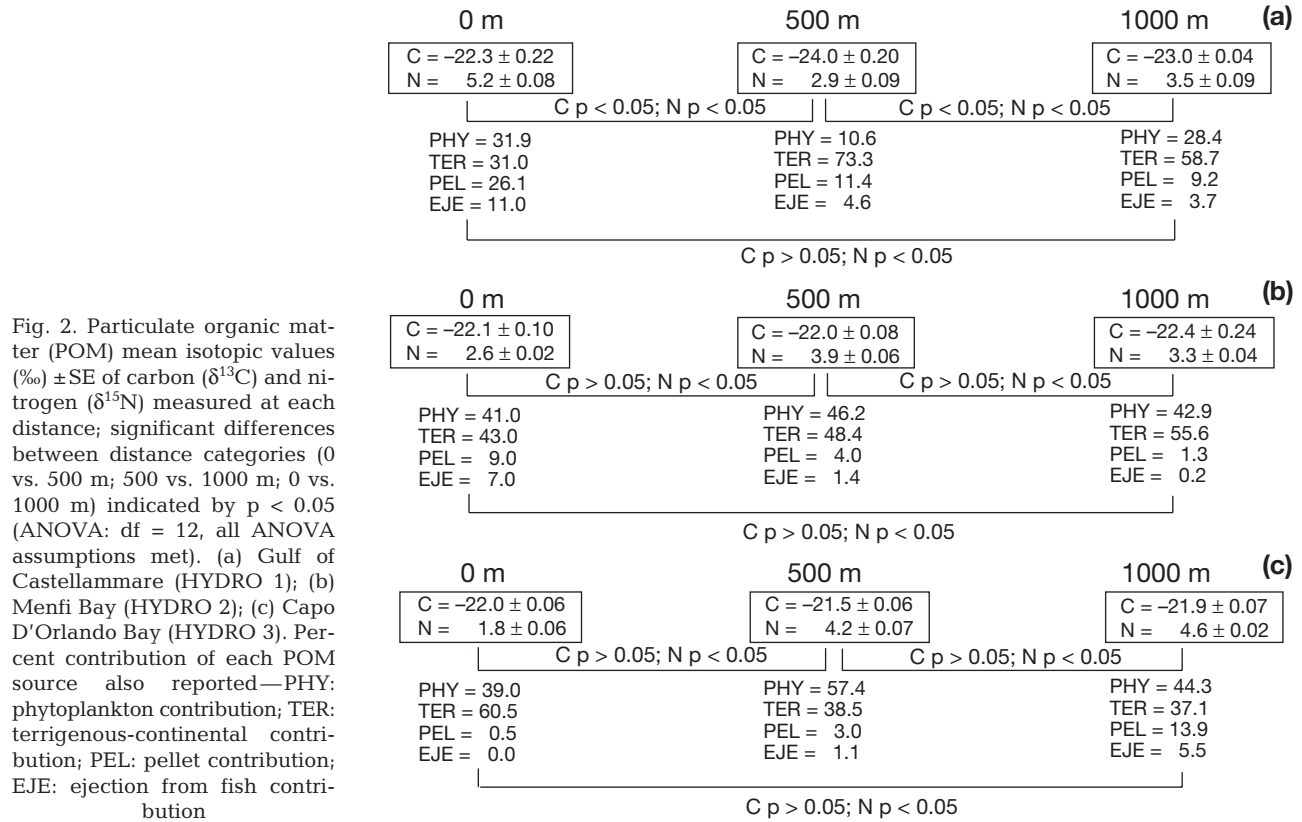 0 m 500 m 1000 m (a)
C = –22.3 ± 0.22 C = –24.0 ± 0.20 C = –23.0 ± 0.04
N = 5.2 ± 0.08 N = 2.9 ± 0.09 N = 3.5 ± 0.09
C p < 0.05; N p < 0.05 C p < 0.05; N p < 0.05
PHY = 31.9 PHY = 10.6 PHY = 28.4
TER = 31.0 TER = 73.3 TER = 58.7
PEL = 26.1 PEL = 11.4 PEL = 9.2
EJE = 11.0 EJE = 4.6 EJE = 3.7
C p > 0.05; N p < 0.05
0 m 500 m 1000 m (b)
C = –22.1 ± 0.10 C = –22.0 ± 0.08 C = –22.4 ± 0.24
N = 2.6 ± 0.02 N = 3.9 ± 0.06 N = 3.3 ± 0.04
C p > 0.05; N p < 0.05 C p > 0.05; N p < 0.05
PHY = 41.0 PHY = 46.2 PHY = 42.9
TER = 43.0 TER = 48.4 TER = 55.6
PEL = 9.0 PEL = 4.0 PEL = 1.3
EJE = 7.0 EJE = 1.4 EJE = 0.2
C p > 0.05; N p < 0.05
0 m 500 m 1000 m (c)
C = –22.0 ± 0.06 C = –21.5 ± 0.06 C = –21.9 ± 0.07
N = 1.8 ± 0.06 N = 4.2 ± 0.07 N = 4.6 ± 0.02
C p > 0.05; N p < 0.05 C p > 0.05; N p < 0.05
PHY = 39.0 PHY = 57.4 PHY = 44.3
TER = 60.5 TER = 38.5 TER = 37.1
PEL = 0.5 PEL = 3.0 PEL = 13.9
EJE = 0.0 EJE = 1.1 EJE = 5.5
C p > 0.05; N p < 0.05
Fig. 2. Particulate organic mat-
ter (POM) mean isotopic values
(‰) ±SE of carbon (δ¹³C) and ni-
trogen (δ¹⁵N) measured at each
distance; significant differences
between distance categories (0
vs. 500 m; 500 vs. 1000 m; 0 vs.
1000 m) indicated by p < 0.05
(ANOVA: df = 12, all ANOVA
assumptions met). (a) Gulf of
Castellammare (HYDRO 1); (b)
Menfi Bay (HYDRO 2); (c) Capo
D'Orlando Bay (HYDRO 3). Per-
cent contribution of each POM
source also reported—PHY:
phytoplankton contribution; TER:
terrigenous-continental contri-
bution; PEL: pellet contribution;
EJE: ejection from fish contri-
bution